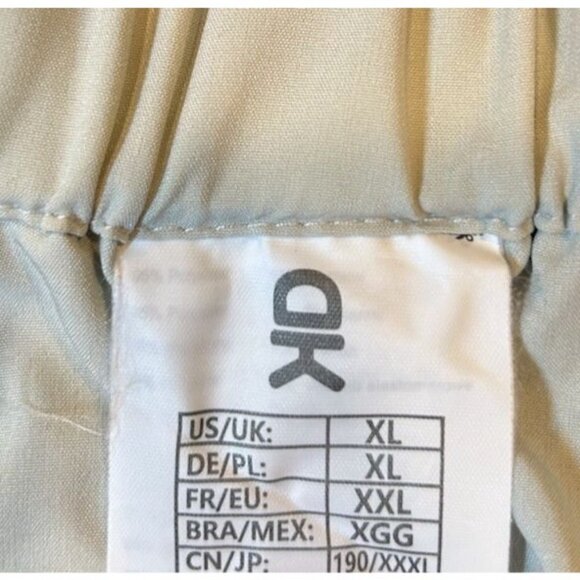 DK
US/UK: XL
DE/PL: XL
FR/EU: XXL
BRA/MEX: XGG
CN/JP: 190/XXXL